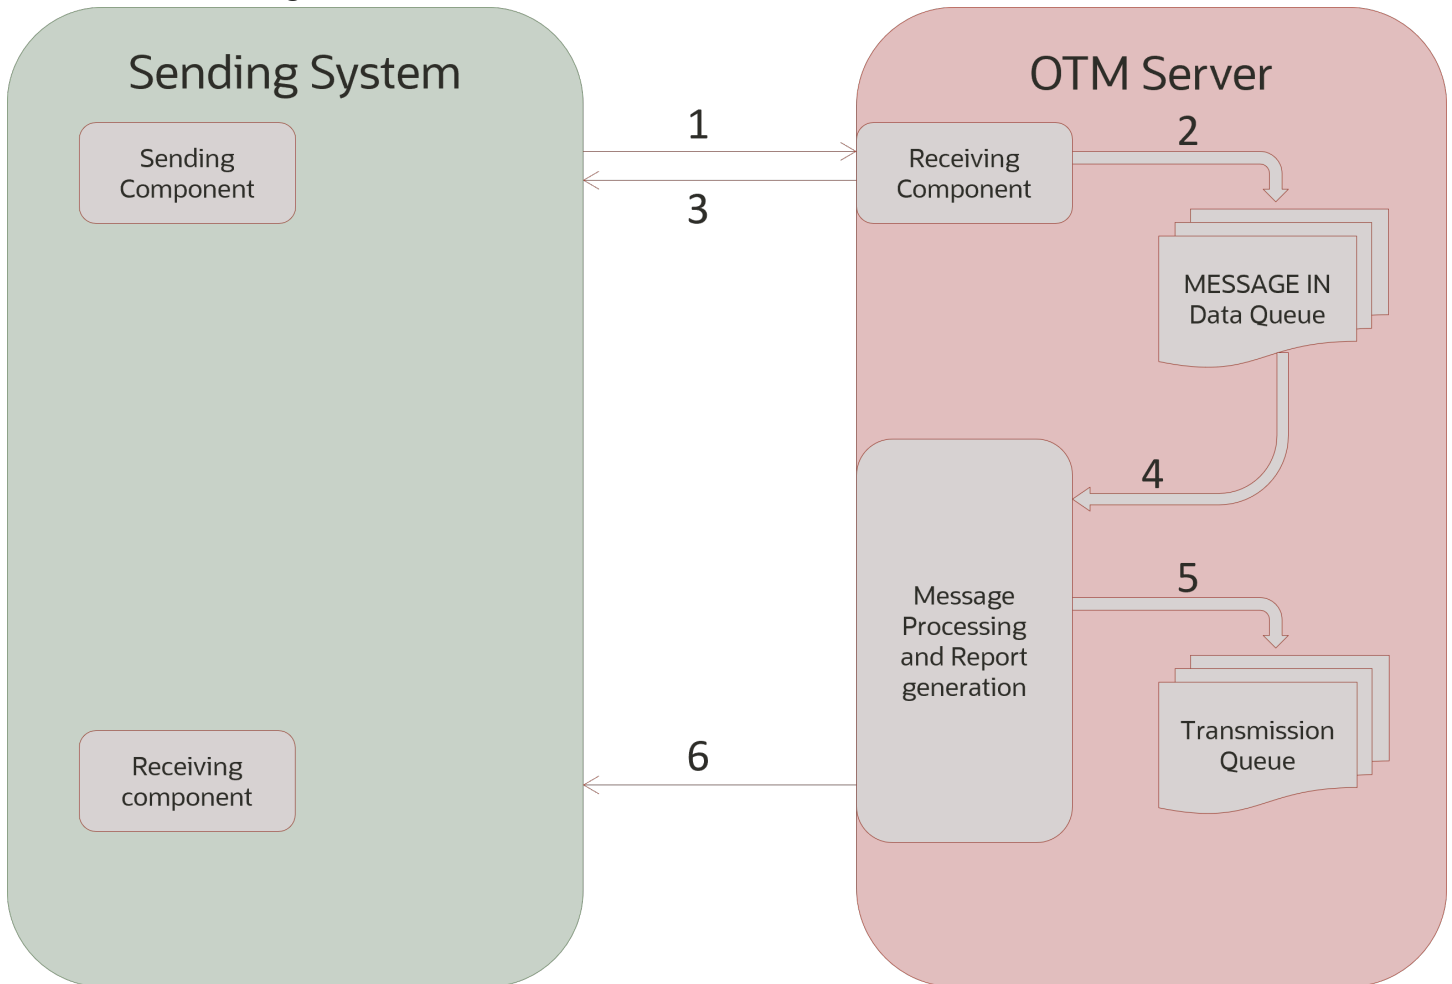 Sending System
OTM Server
Sending
Component
1
3
Receiving
Component
2
MESSAGE IN
Data Queue
4
Message
Processing
and Report
generation
5
Transmission
Queue
Receiving
component
6